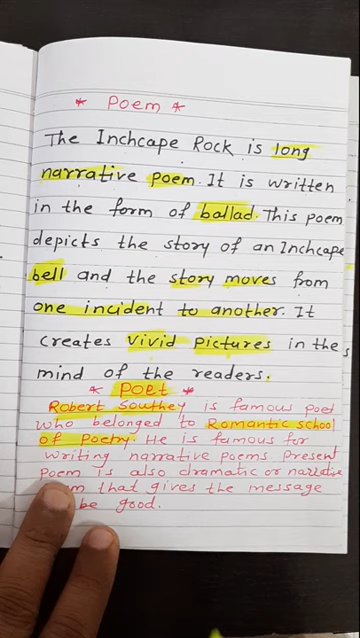 * Poem *
The Inchcape Rock is long
narrative poem. It is written
in the form of ballad. This poem
depicts the story of an Inchcape
bell and the story moves from
one incident to another. It
creates vivid pictures in the
mind of the readers.
* POET *
Robert Southey is famous poet
who belonged to Romantic school
of Poetry. He is famous for
writing narrative poems. Present
poem is also dramatic or narrative
that gives the message
be good.